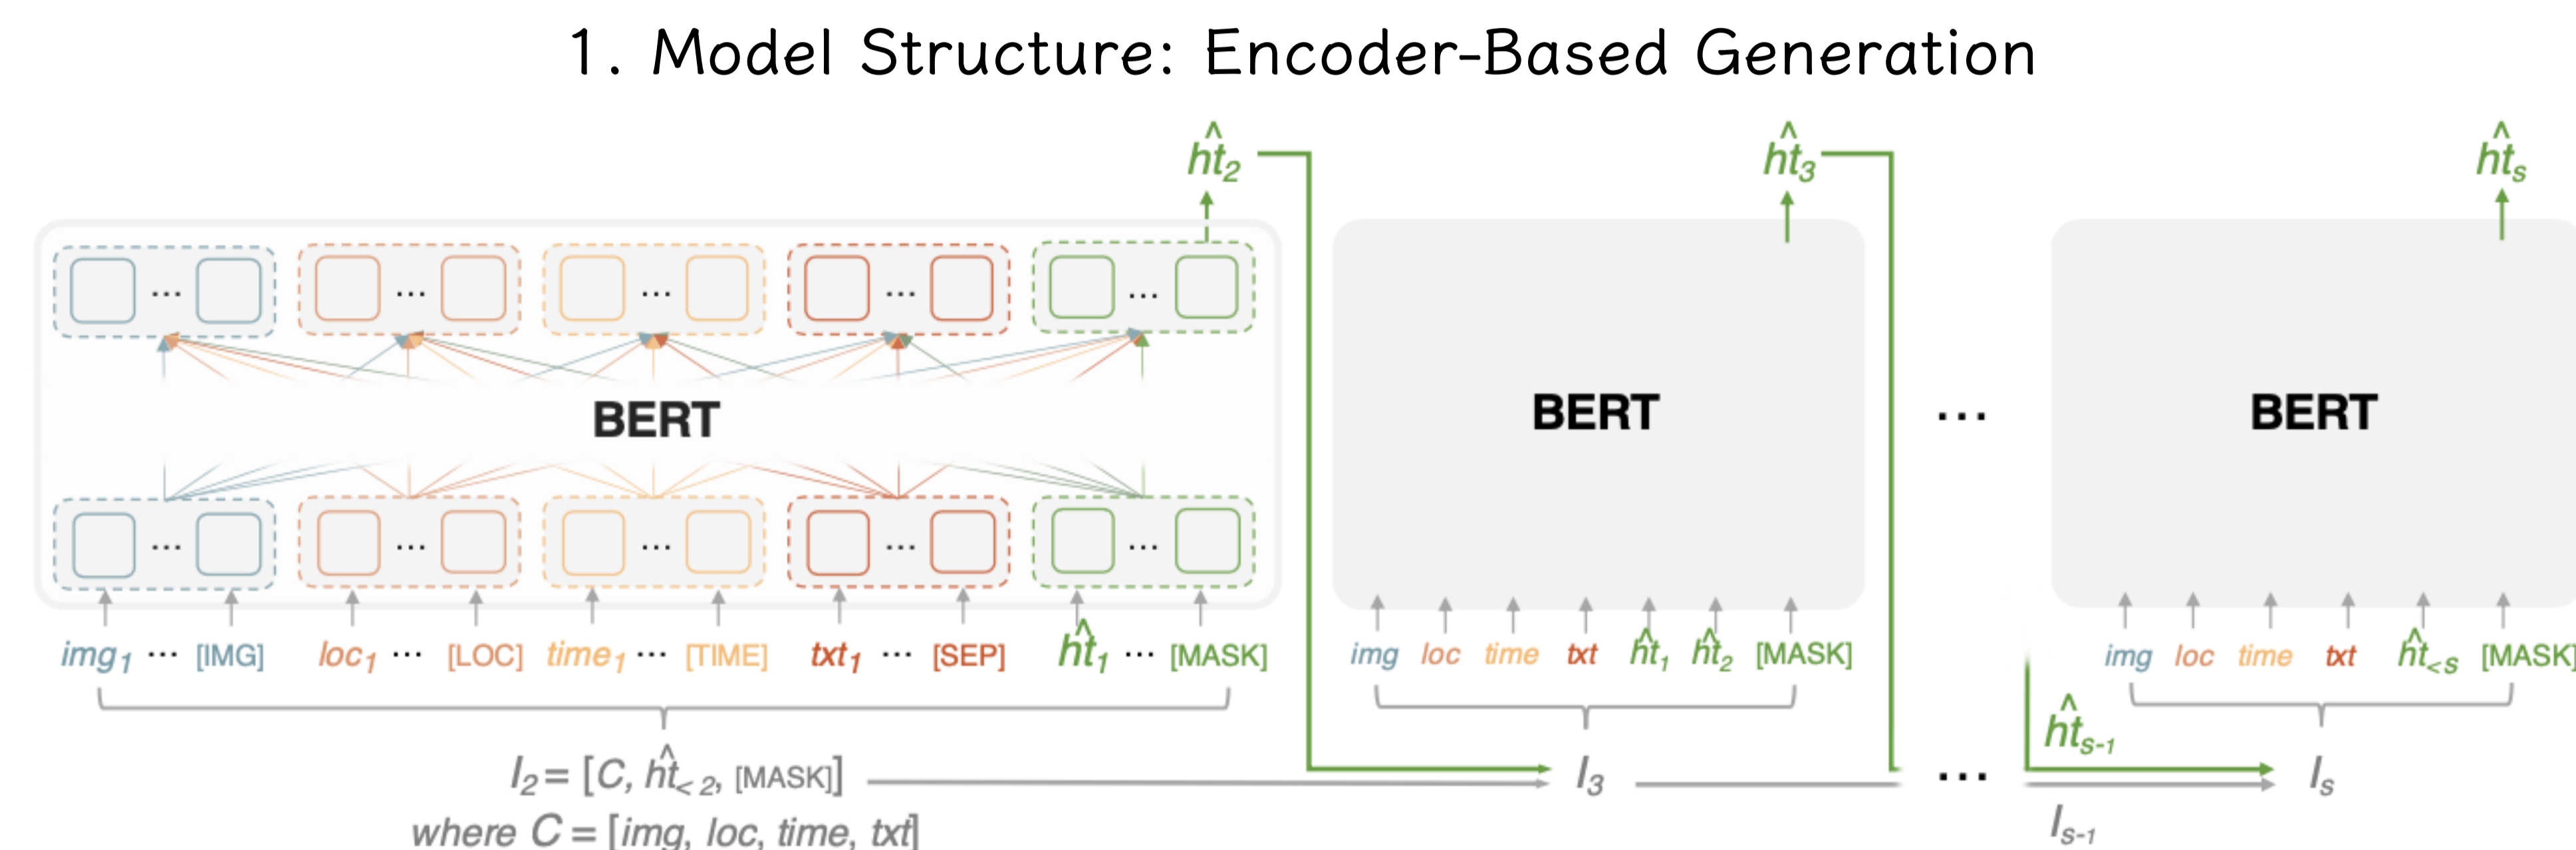 1. Model Structure: Encoder-Based Generation
ĥt₂ ĥt₃ ĥtₛ
... ... ... ... ...
BERT BERT ... BERT
... ... ... ... ...
img₁ ... [IMG] loc₁ ... [LOC] time₁ ... [TIME] txt₁ ... [SEP] ĥt₁ ... [MASK]
img loc time txt ĥt₁ ĥt₂ [MASK]
img loc time txt ĥt<ₛ [MASK]
ĥtₛ₋₁
I₂ = [C, ĥt<₂, [MASK]] I₃ ... Iₛ
where C = [img, loc, time, txt]
Iₛ₋₁